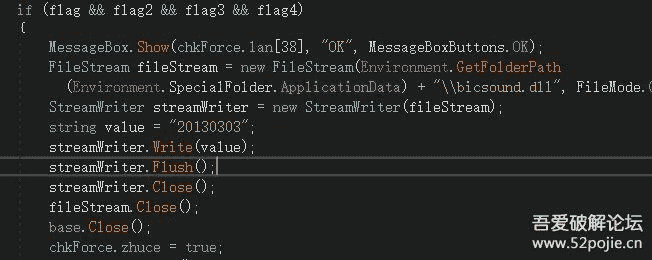 if (flag && flag2 && flag3 && flag4)
{
MessageBox.Show(chkForce.lan[38], "OK", MessageBoxButtons.OK);
FileStream fileStream = new FileStream(Environment.GetFolderPath
(Environment.SpecialFolder.ApplicationData) + "\\bicsound.dll", FileMode.(
StreamWriter streamWriter = new StreamWriter(fileStream);
string value = "20130303";
streamWriter.Write(value);
streamWriter.Flush();
streamWriter.Close();
fileStream.Close();
base.Close();
chkForce.zhuce = true;
吾爱破解论坛
www.52pojie.cn